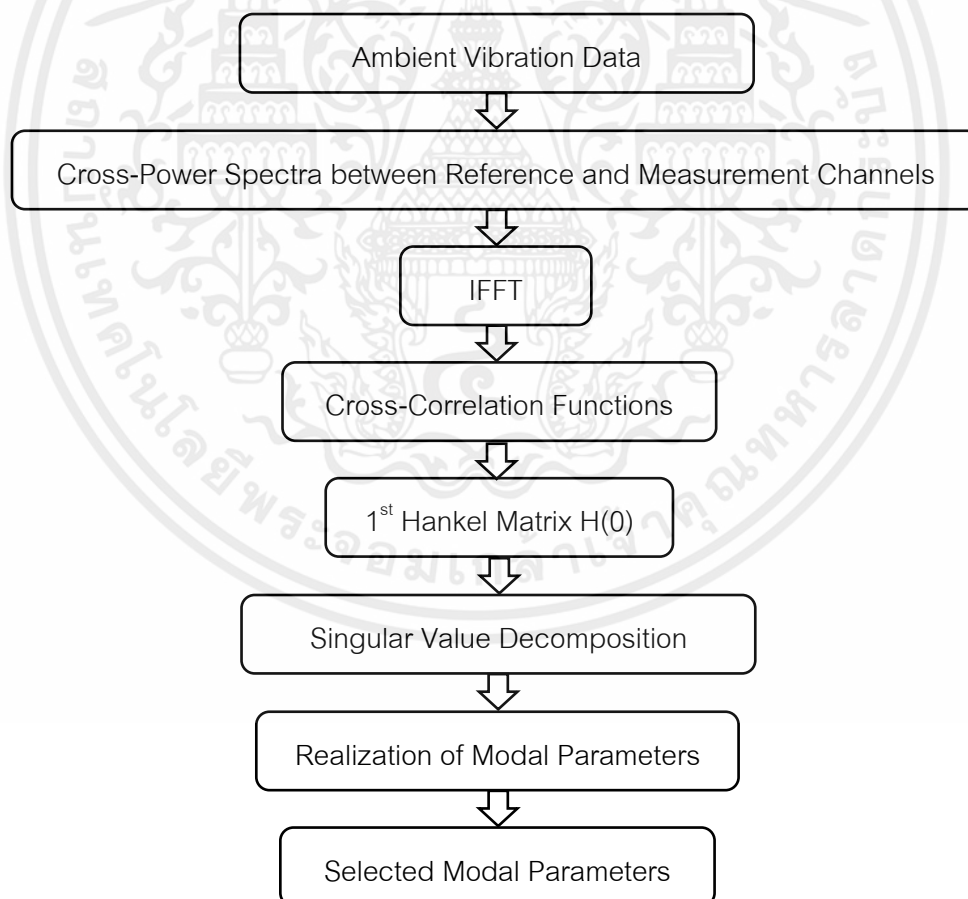 Ambient Vibration Data
Cross-Power Spectra between Reference and Measurement Channels
IFFT
Cross-Correlation Functions
1st Hankel Matrix H(0)
Singular Value Decomposition
Realization of Modal Parameters
Selected Modal Parameters